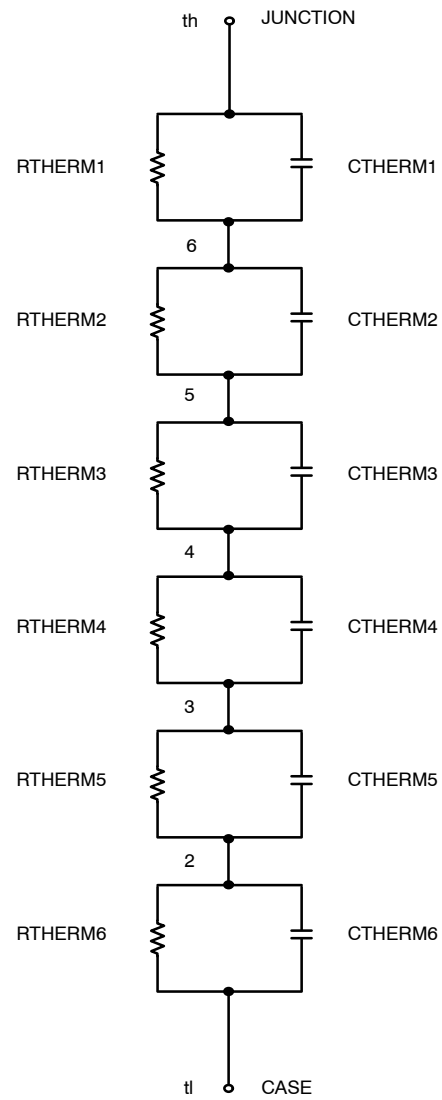 th JUNCTION
RTHERM1 CTHERM1
6
RTHERM2 CTHERM2
5
RTHERM3 CTHERM3
4
RTHERM4 CTHERM4
3
RTHERM5 CTHERM5
2
RTHERM6 CTHERM6
tl CASE